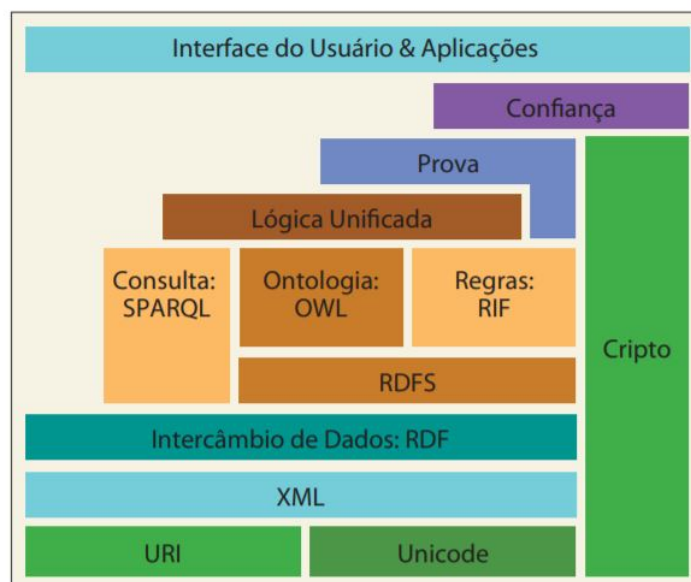 Interface do Usuário & Aplicações
Confiança
Prova
Lógica Unificada
Consulta:
SPARQL
Ontologia:
OWL
Regras:
RIF
Cripto
RDFS
Intercâmbio de Dados: RDF
XML
URI
Unicode